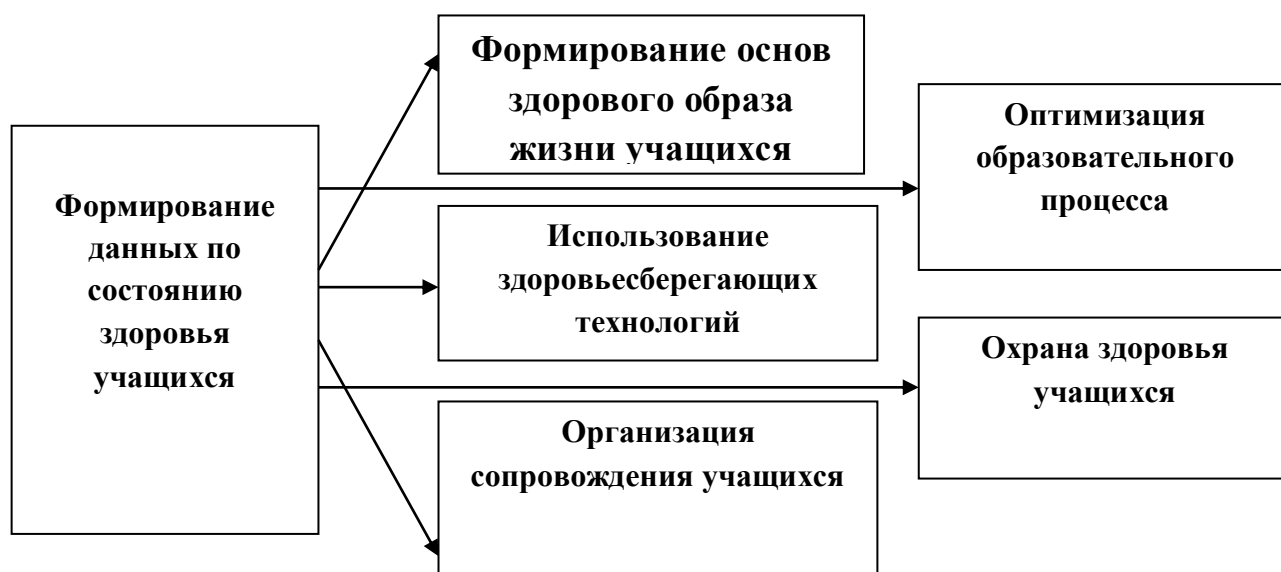 Формирование
данных по
состоянию
здоровья
учащихся
Формирование основ
здорового образа
жизни учащихся
Использование
здоровьесберегающих
технологий
Организация
сопровождения учащихся
Оптимизация
образовательного
процесса
Охрана здоровья
учащихся